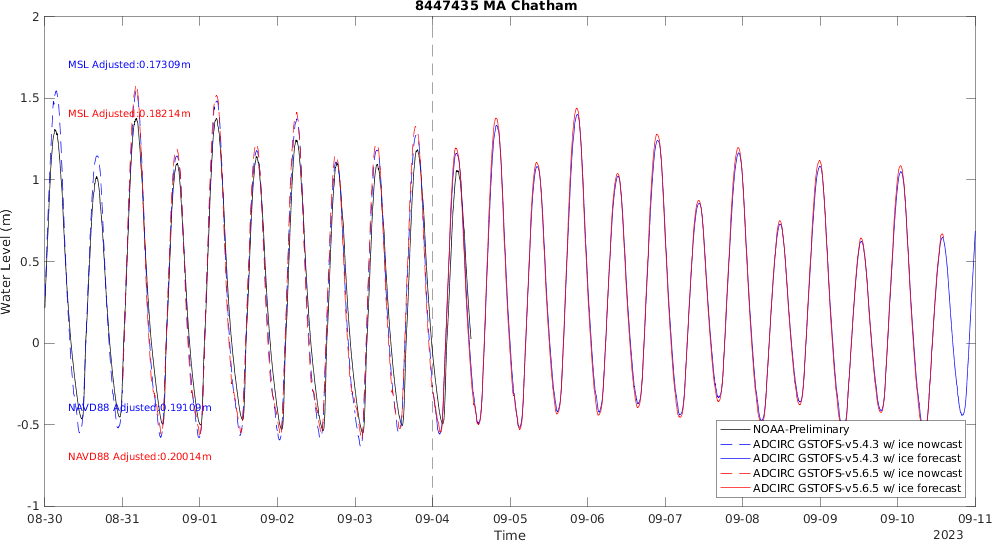 8447435 MA Chatham
Water Level (m)
2
1.5
1
0.5
0
-0.5
-1
MSL Adjusted:0.17309m
MSL Adjusted:0.18214m
NAVD88 Adjusted:0.19109m
NAVD88 Adjusted:0.20014m
NOAA-Preliminary
ADCIRC GSTOFS-v5.4.3 w/ ice nowcast
ADCIRC GSTOFS-v5.4.3 w/ ice forecast
ADCIRC GSTOFS-v5.6.5 w/ ice nowcast
ADCIRC GSTOFS-v5.6.5 w/ ice forecast
08-30 08-31 09-01 09-02 09-03 09-04 09-05 09-06 09-07 09-08 09-09 09-10 09-11
Time
2023